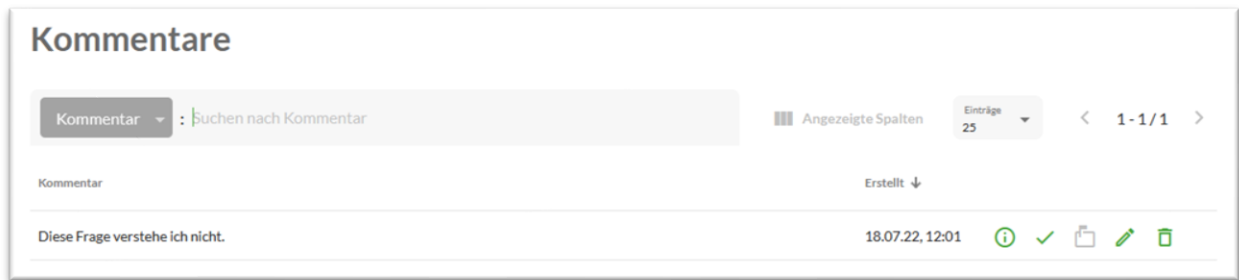 Kommentare
Kommentar : Suchen nach Kommentar Angezeigte Spalten Einträge 25 1 - 1 / 1
Kommentar Erstellt
Diese Frage verstehe ich nicht. 18.07.22, 12:01